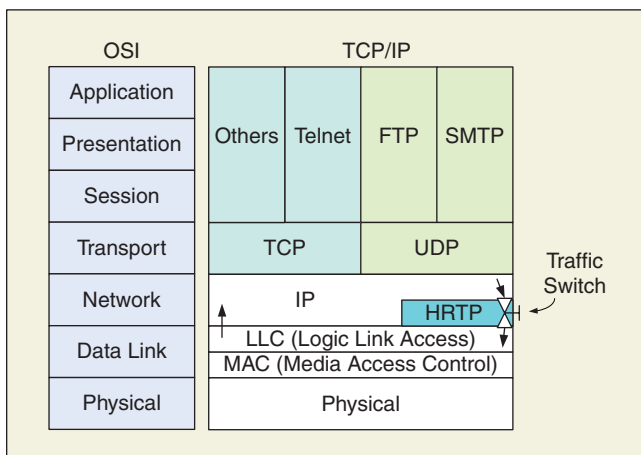 OSI
TCP/IP
Application
Presentation
Session
Transport
Network
Data Link
Physical
Others
Telnet
FTP
SMTP
TCP
UDP
IP
HRTP
LLC (Logic Link Access)
MAC (Media Access Control)
Physical
Traffic
Switch